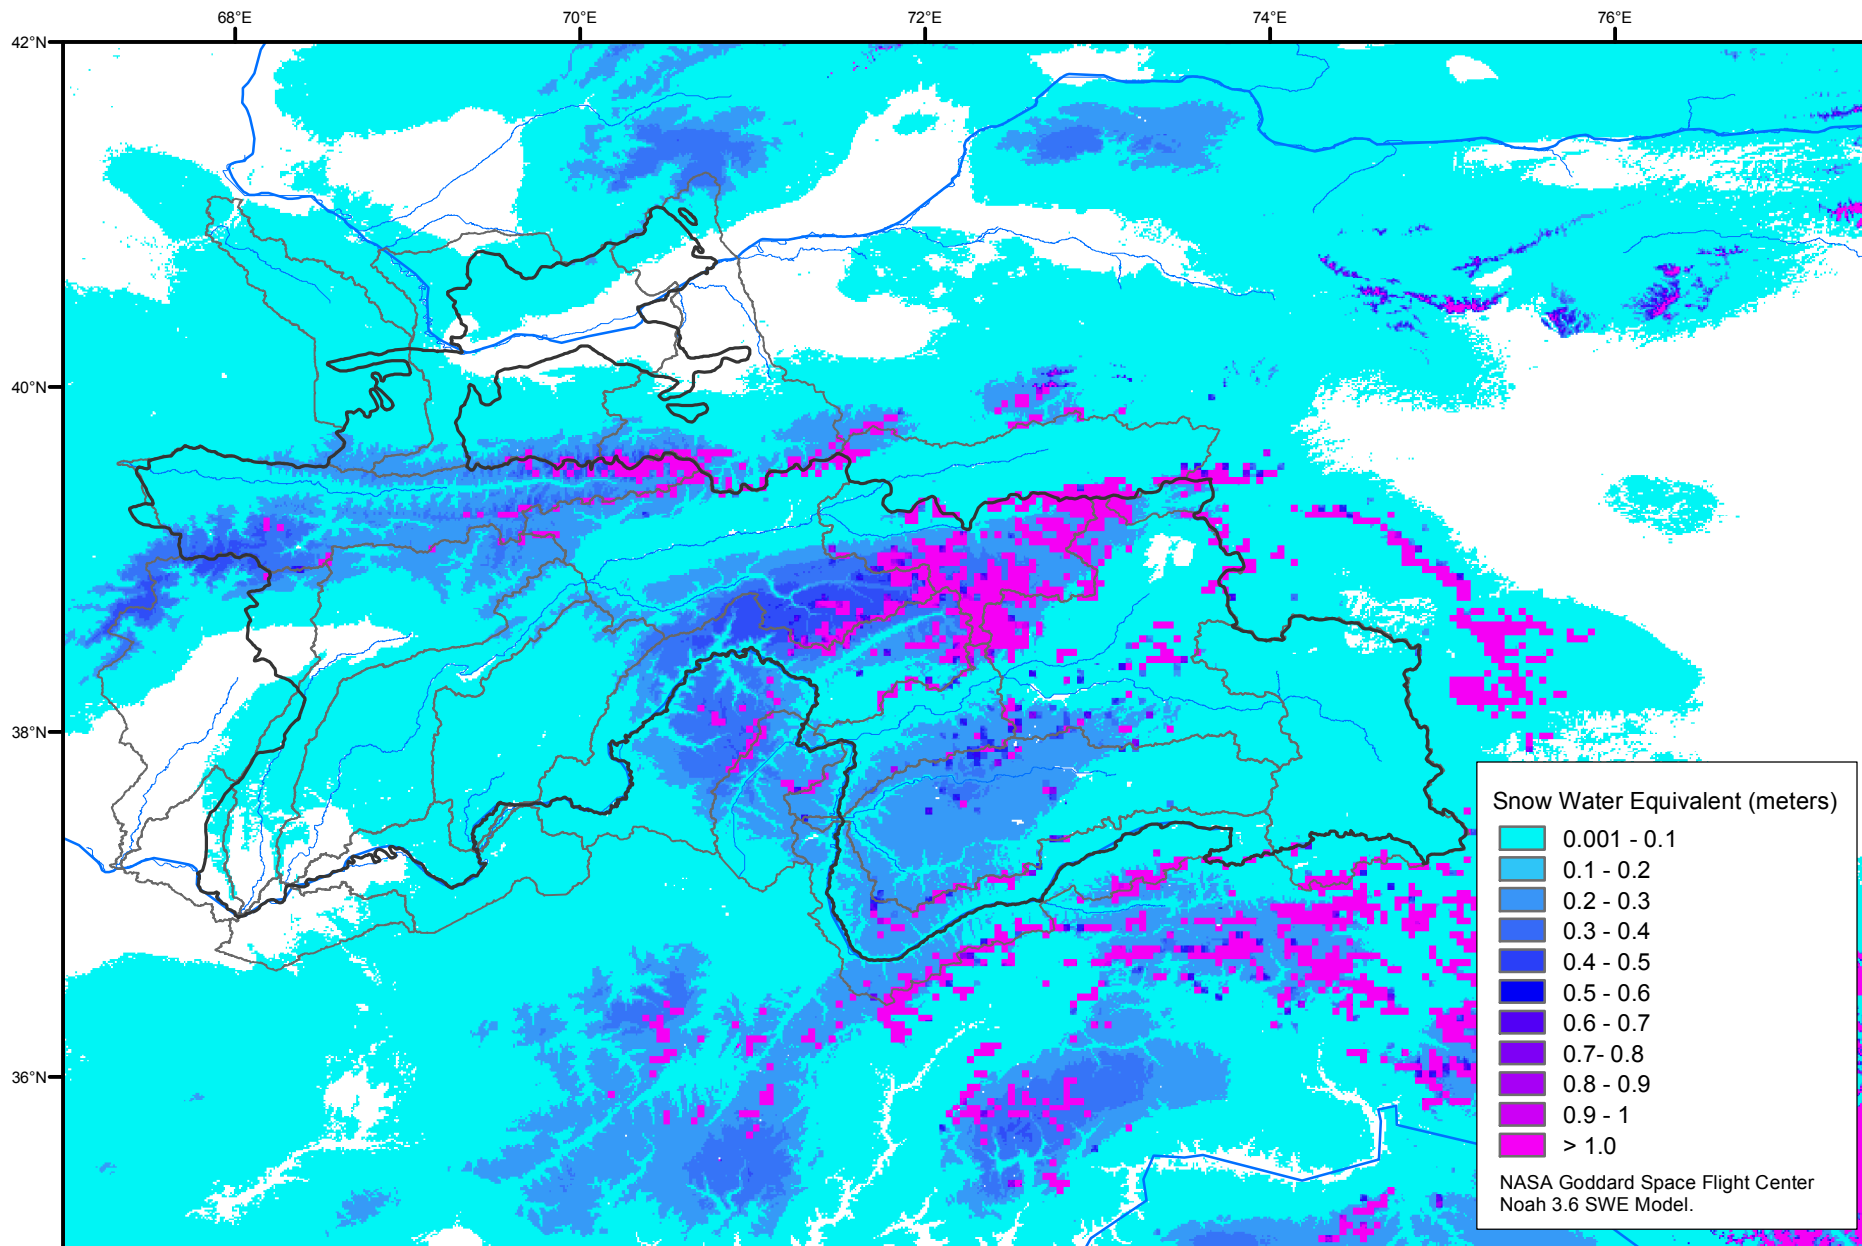 68°E
70°E
72°E
74°E
76°E
42°N
40°N
38°N
36°N
Snow Water Equivalent (meters)
0.001 - 0.1
0.1 - 0.2
0.2 - 0.3
0.3 - 0.4
0.4 - 0.5
0.5 - 0.6
0.6 - 0.7
0.7- 0.8
0.8 - 0.9
0.9 - 1
> 1.0
NASA Goddard Space Flight Center
Noah 3.6 SWE Model.